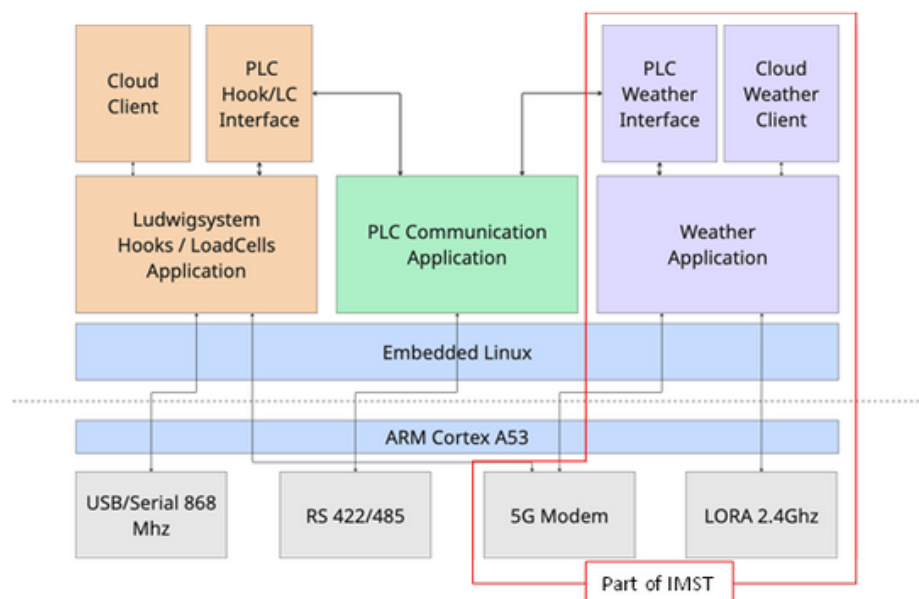 Cloud
Client
PLC
Hook/LC
Interface
PLC
Weather
Interface
Cloud
Weather
Client
Ludwigsystem
Hooks / LoadCells
Application
PLC Communication
Application
Weather
Application
Embedded Linux
ARM Cortex A53
USB/Serial 868
Mhz
RS 422/485
5G Modem
LORA 2.4Ghz
Part of IMST